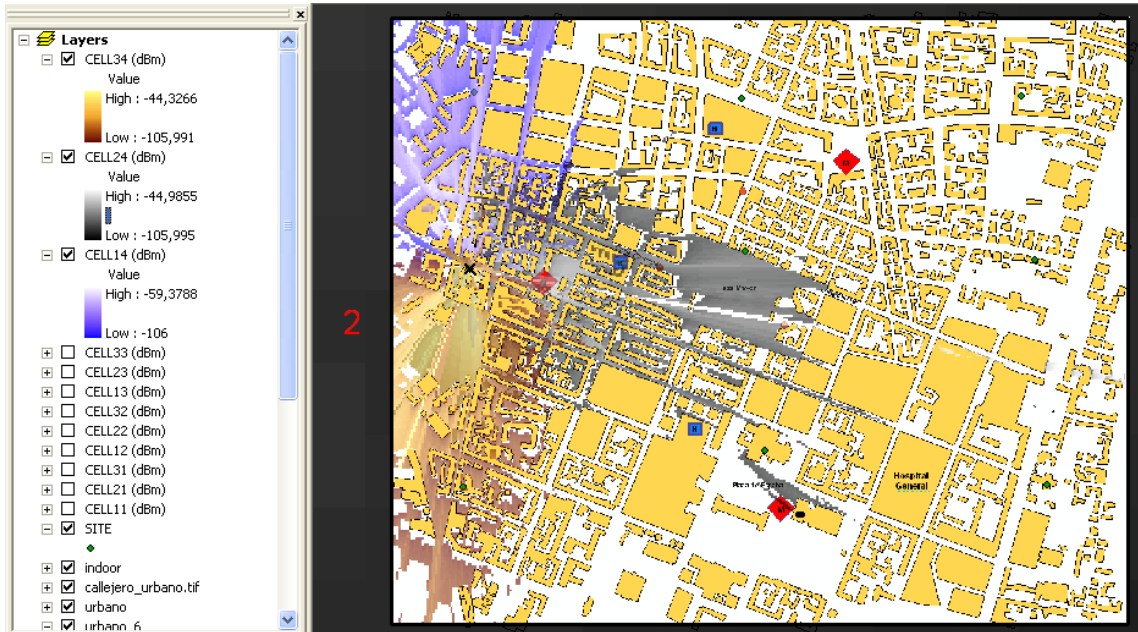 Layers
CELL34 (dBm)
Value
High : -44,3266
Low : -105,991
CELL24 (dBm)
Value
High : -44,9855
Low : -105,995
CELL14 (dBm)
Value
High : -59,3788
Low : -106
CELL33 (dBm)
CELL23 (dBm)
CELL13 (dBm)
CELL32 (dBm)
CELL22 (dBm)
CELL12 (dBm)
CELL31 (dBm)
CELL21 (dBm)
CELL11 (dBm)
SITE
indoor
callejero_urbano.tif
urbano
urbano_6
2
Hospital
General